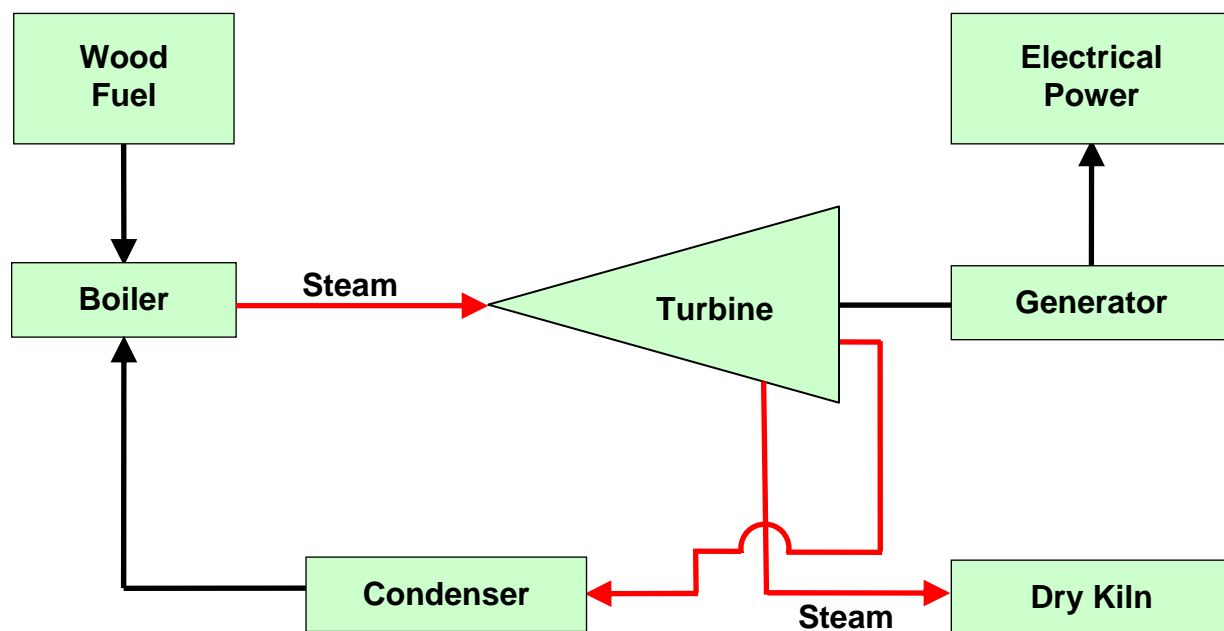 Wood
Fuel
Electrical
Power
Boiler
Steam
Turbine
Generator
Condenser
Steam
Dry Kiln